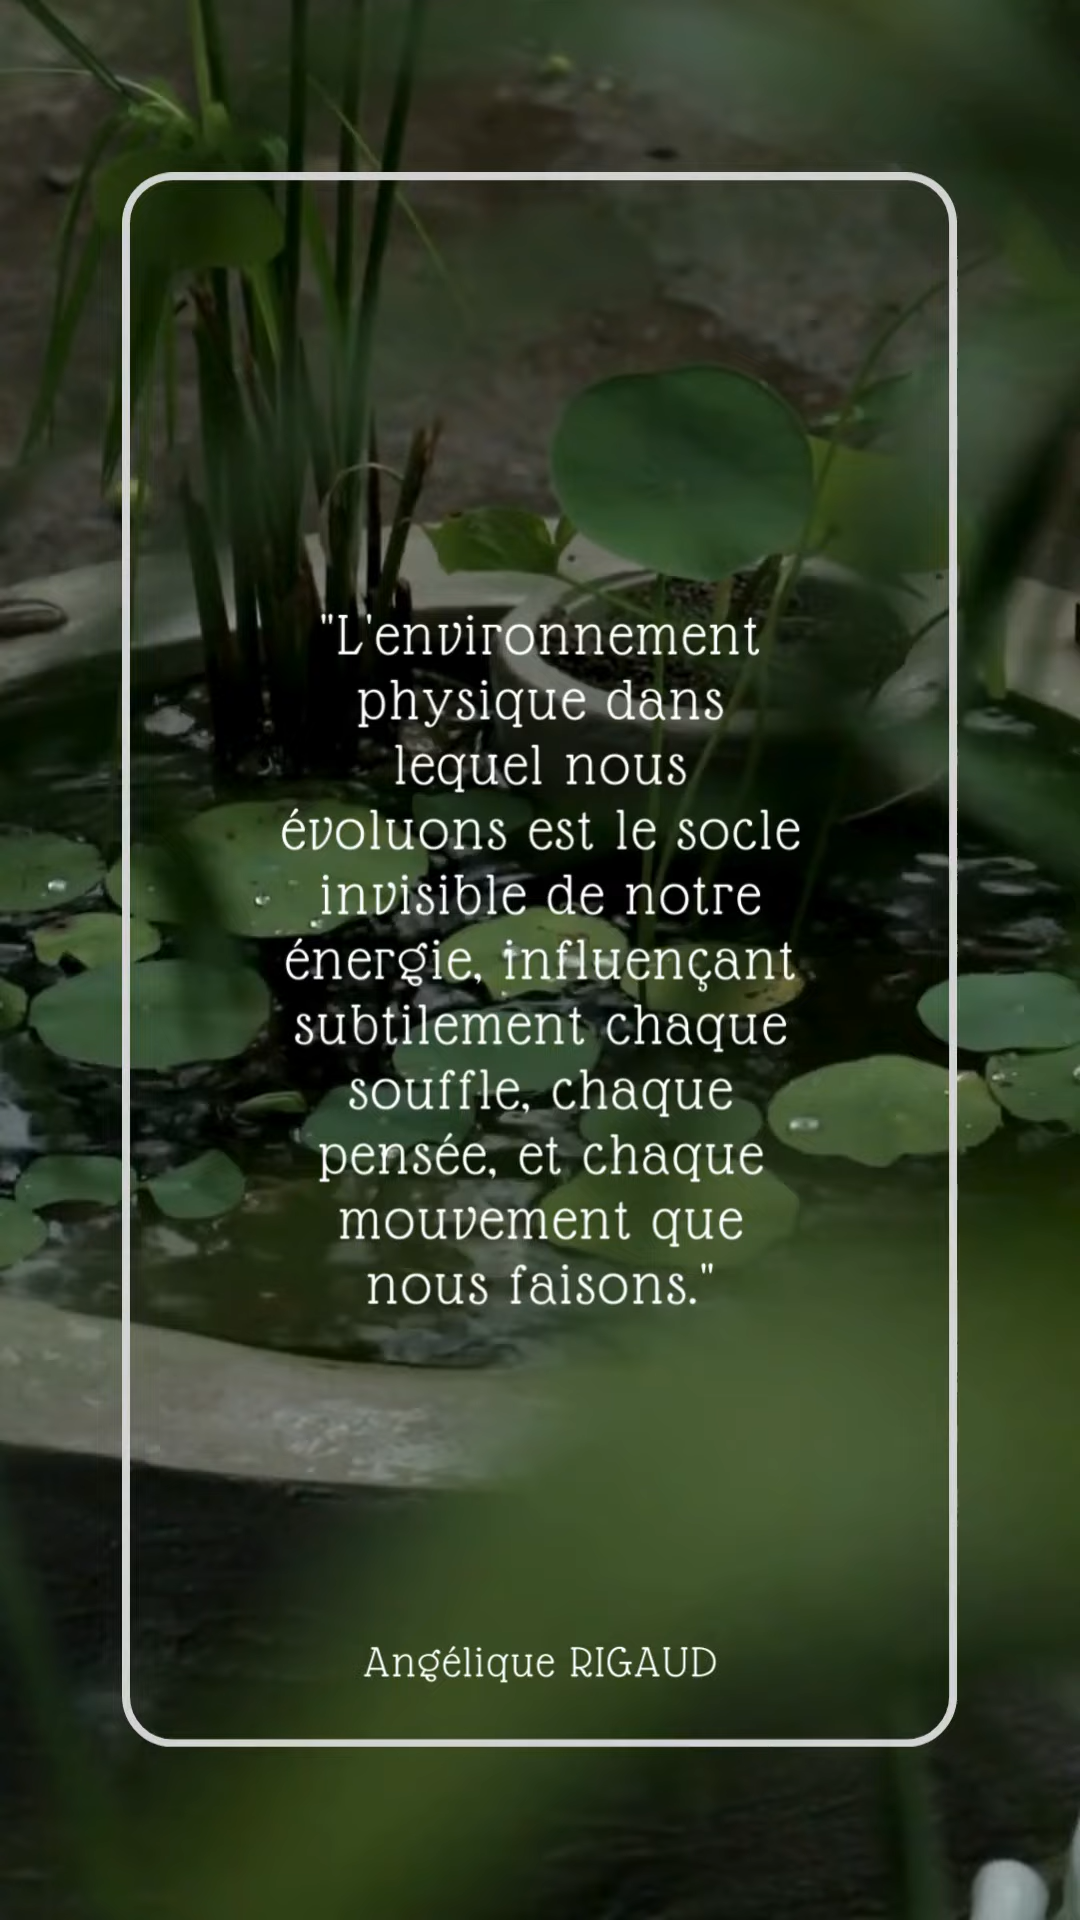 "L'environnement
physique dans
lequel nous
évoluons est le socle
invisible de notre
énergie, influençant
subtilement chaque
souffle, chaque
pensée, et chaque
mouvement que
nous faisons."
Angélique RIGAUD